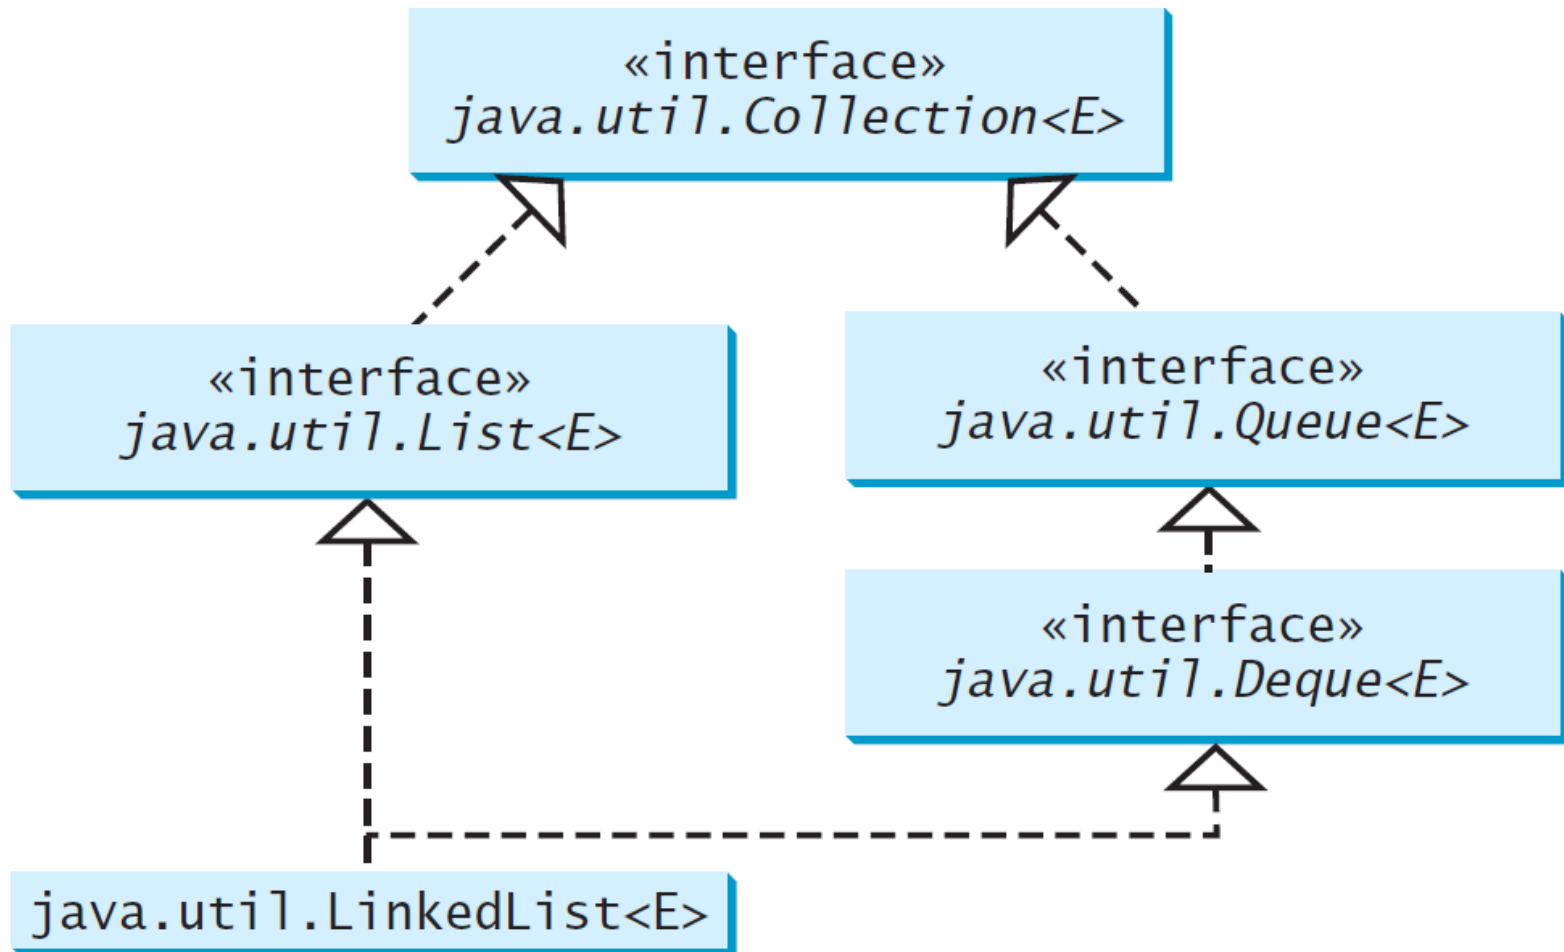 «interface»
java.util.Collection<E>
«interface»
java.util.List<E>
«interface»
java.util.Queue<E>
«interface»
java.util.Deque<E>
java.util.LinkedList<E>